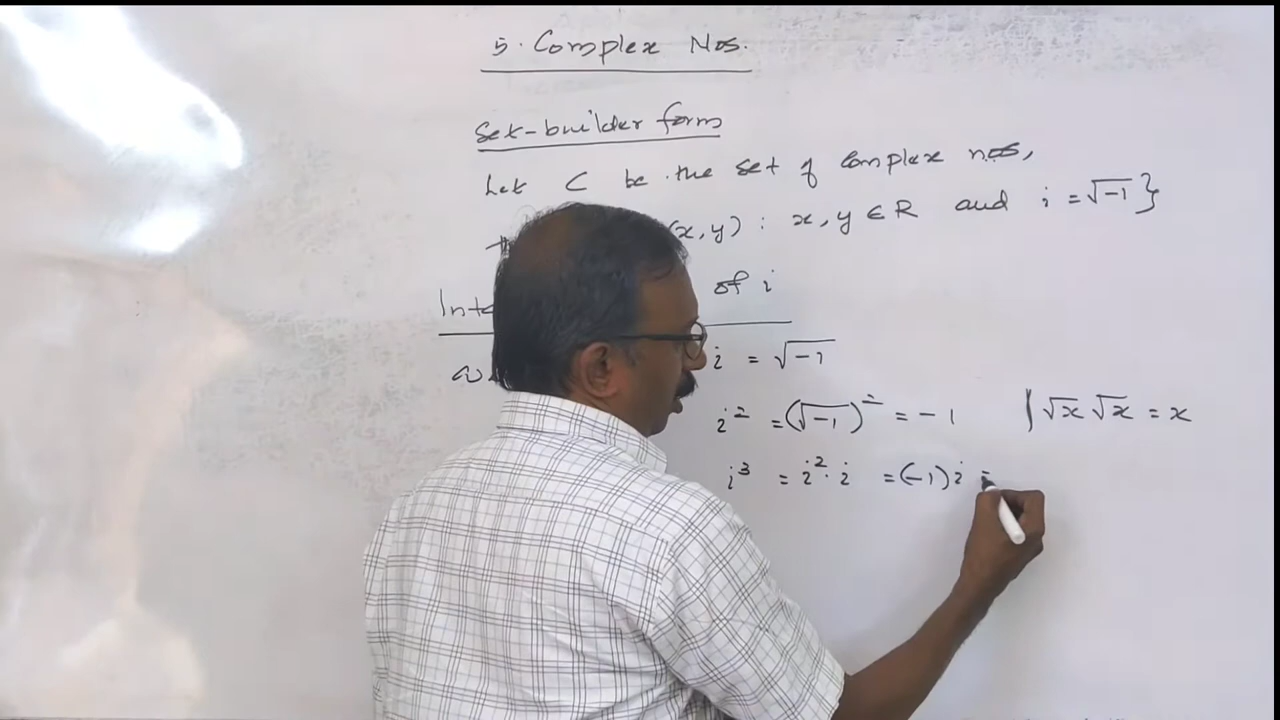 5. Complex Nos.
Set-builder form
Let C be the set of complex nos,
(x, y) : x, y ∈ R and i = √-1 }
of i
i = √-1
i² = (√-1)² = -1 | √x √x = x
i³ = i². i = (-1) i =